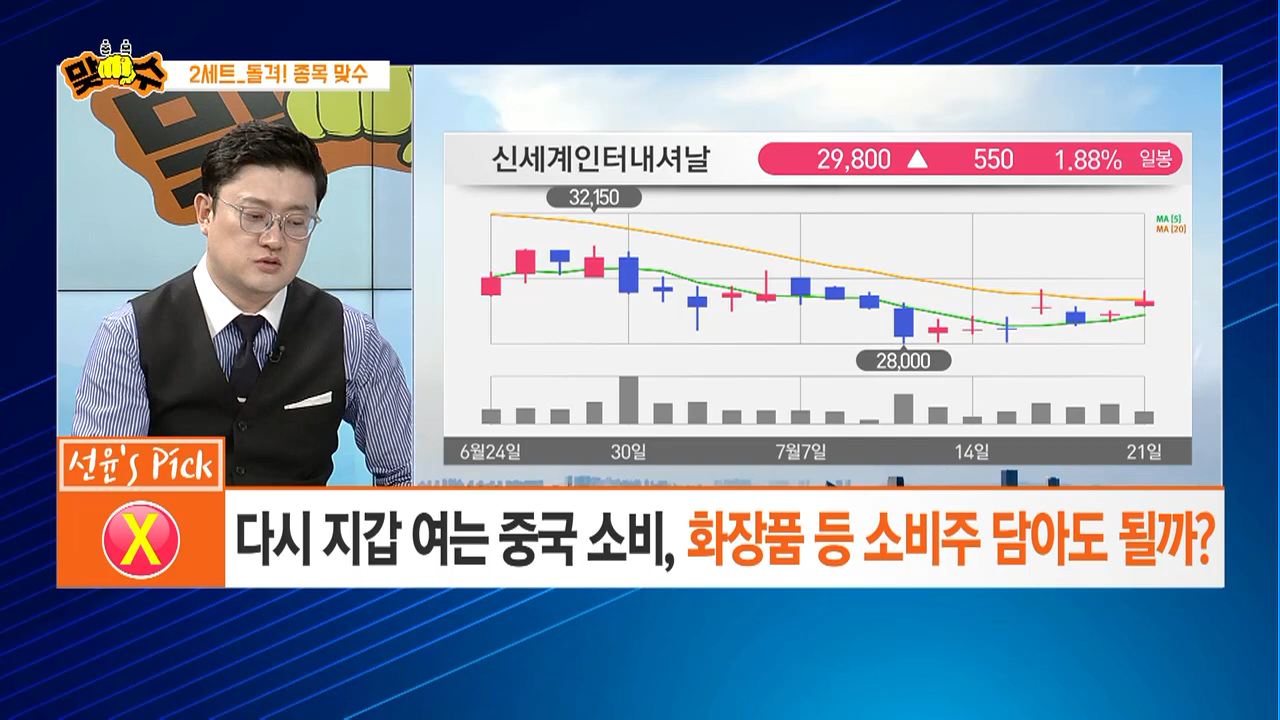 종목
맞수
2세트_돌격! 종목 맞수
신세계인터내셔날
29,800 ▲ 550 1.88% 일봉
32,150
MA [5]
MA [20]
28,000
6월24일 30일 7월7일 14일 21일
선윤's Pick
X
다시 지갑 여는 중국 소비, 화장품 등 소비주 담아도 될까?